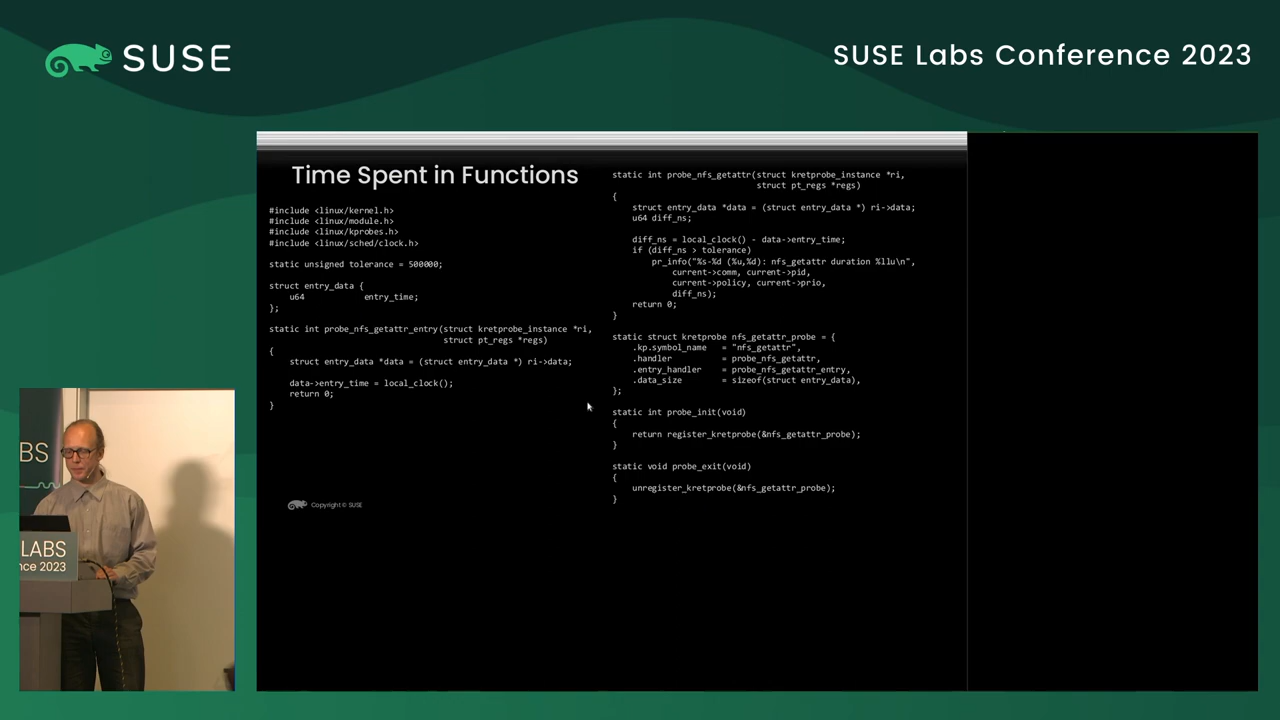 SUSE
SUSE Labs Conference 2023
Time Spent in Functions
#include <linux/kernel.h>
#include <linux/module.h>
#include <linux/kprobes.h>
#include <linux/sched/clock.h>
static unsigned tolerance = 500000;
struct entry_data {
u64 entry_time;
};
static int probe_nfs_getattr_entry(struct kretprobe_instance *ri,
struct pt_regs *regs)
{
struct entry_data *data = (struct entry_data *) ri->data;
data->entry_time = local_clock();
return 0;
}
static int probe_nfs_getattr(struct kretprobe_instance *ri,
struct pt_regs *regs)
{
struct entry_data *data = (struct entry_data *) ri->data;
u64 diff_ns;
diff_ns = local_clock() - data->entry_time;
if (diff_ns > tolerance)
pr_info("%s-%d (%u,%d): nfs_getattr duration %llu\n",
current->comm, current->pid,
current->policy, current->prio,
diff_ns);
return 0;
}
static struct kretprobe nfs_getattr_probe = {
.kp.symbol_name = "nfs_getattr",
.handler = probe_nfs_getattr,
.entry_handler = probe_nfs_getattr_entry,
.data_size = sizeof(struct entry_data),
};
static int probe_init(void)
{
return register_kretprobe(&nfs_getattr_probe);
}
static void probe_exit(void)
{
unregister_kretprobe(&nfs_getattr_probe);
}
Copyright © SUSE
BS
LABS
nce 2023